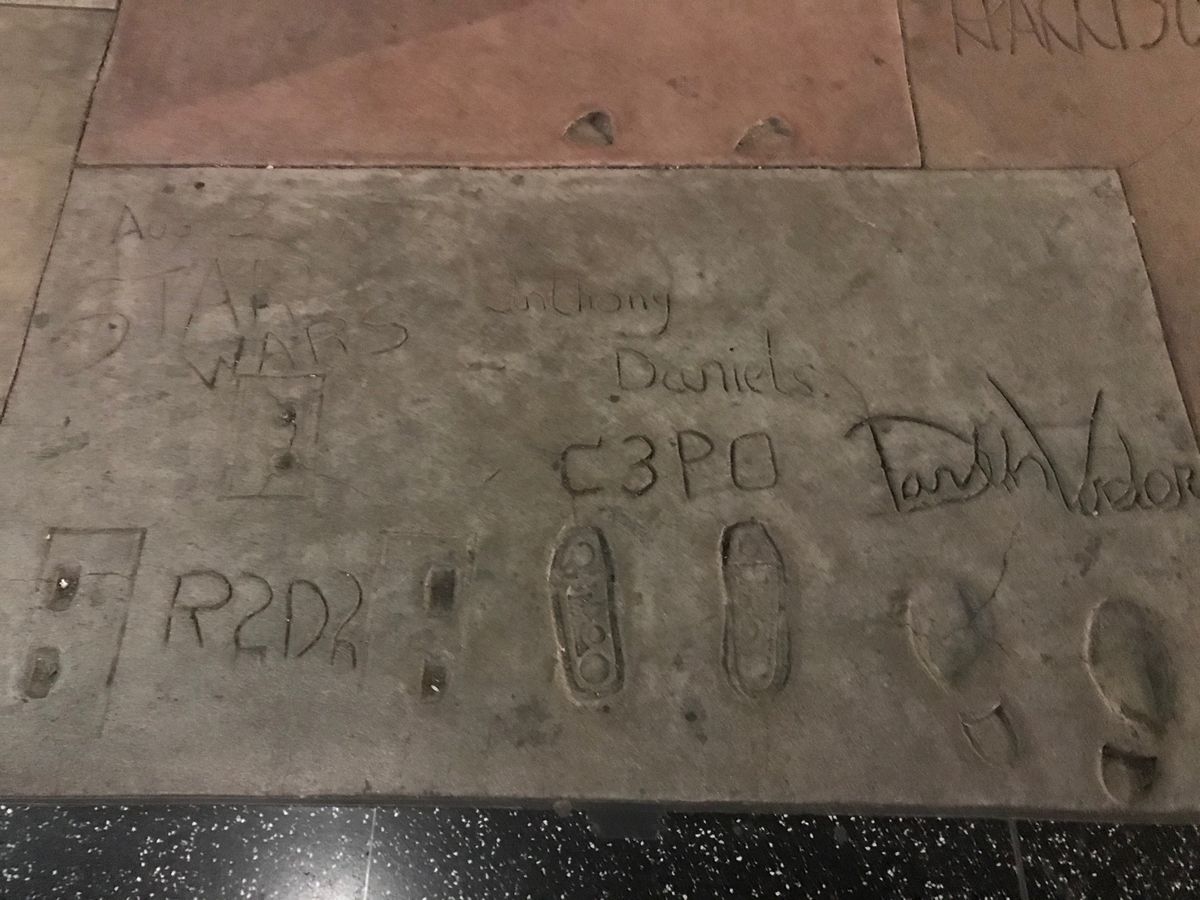 STAR
WARS
Anthony
Daniels
C3PO
Darth Vader
R2D2